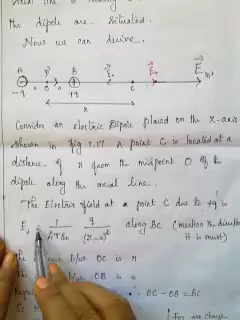 the dipole are situated.
Now we can derive.
A O B C
-q a a +q
r
Consider an electric Dipole placed on the x-axis
shown in fig 1.17 A point C is located at a
distance of r from the midpoint O of the
dipole along the axial line.
The Electric field at a point C due to +q is
E₊ = 1/4πε₀ q/(r-a)² along BC (mention the direction
it is must)
The b/w OC is r
The OB is a
OC - OB = BC